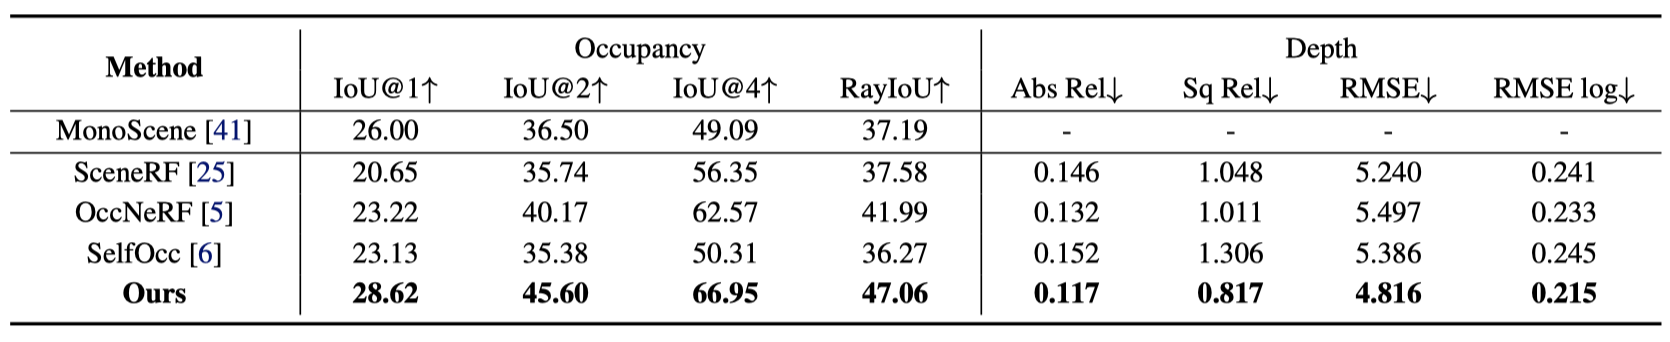 Method Occupancy Depth
IoU@1↑ IoU@2↑ IoU@4↑ RayIoU↑ Abs Rel↓ Sq Rel↓ RMSE↓ RMSE log↓
MonoScene [41] 26.00 36.50 49.09 37.19 - - - -
SceneRF [25] 20.65 35.74 56.35 37.58 0.146 1.048 5.240 0.241
OccNeRF [5] 23.22 40.17 62.57 41.99 0.132 1.011 5.497 0.233
SelfOcc [6] 23.13 35.38 50.31 36.27 0.152 1.306 5.386 0.245
Ours 28.62 45.60 66.95 47.06 0.117 0.817 4.816 0.215